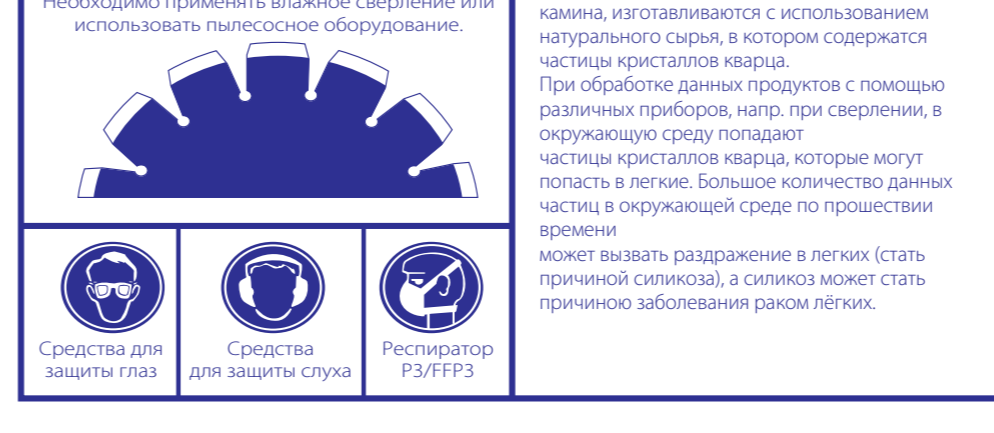 Необходимо применять влажное сверление или
использовать пылесосное оборудование.
Средства для
защиты глаз
Средства
для защиты слуха
Респиратор
P3/FFP3
камина, изготавливаются с использованием
натурального сырья, в котором содержатся
частицы кристаллов кварца.
При обработке данных продуктов с помощью
различных приборов, напр. при сверлении, в
окружающую среду попадают
частицы кристаллов кварца, которые могут
попасть в легкие. Большое количество данных
частиц в окружающей среде по прошествии
времени
может вызвать раздражение в легких (стать
причиной силикоза), а силикоз может стать
причиною заболевания раком лёгких.